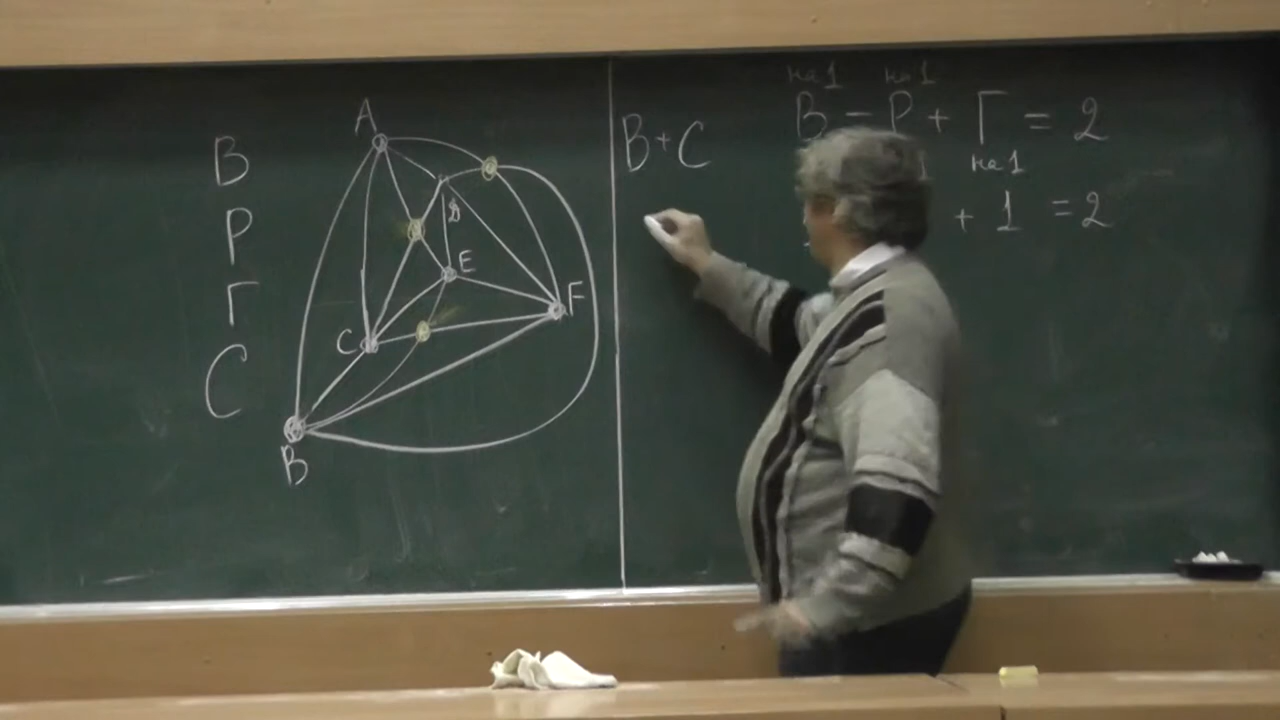 В
Р
Г
С
A
D
E
F
C
B
В+С
на 1 на 1
В - Р + Г = 2
на 1
+ 1 = 2